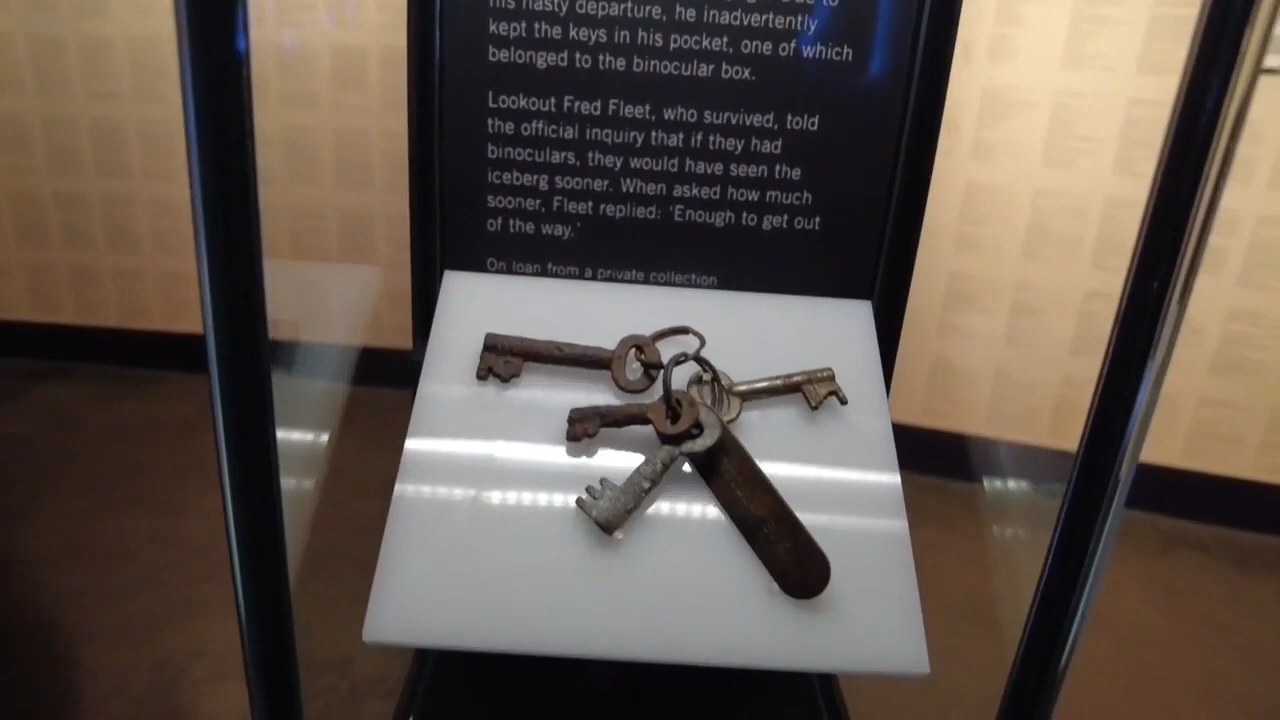 his hasty departure, he inadvertently
kept the keys in his pocket, one of which
belonged to the binocular box.
Lookout Fred Fleet, who survived, told
the official inquiry that if they had
binoculars, they would have seen the
iceberg sooner. When asked how much
sooner, Fleet replied: ‘Enough to get out
of the way.’
On loan from a private collection